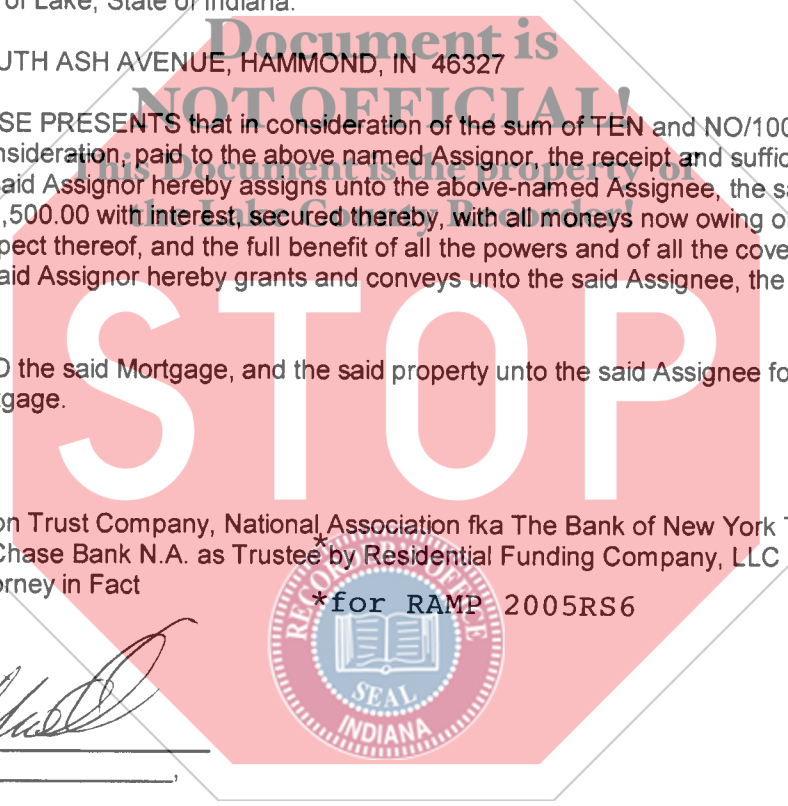 of Lake, State of Indiana.
Document is
UTH ASH AVENUE, HAMMOND, IN 46327
NOT OFFICIAL!
SE PRESENTS that in consideration of the sum of TEN and NO/100
nsideration, paid to the above named Assignor, the receipt and suffic
This Document is the property of
aid Assignor hereby assigns unto the above-named Assignee, the sa
,500.00 with interest, secured thereby, with all moneys now owing o
the Lake County Recorder!
pect thereof, and the full benefit of all the powers and of all the cove
aid Assignor hereby grants and conveys unto the said Assignee, the
STOP
O the said Mortgage, and the said property unto the said Assignee fo
tgage.
on Trust Company, National Association fka The Bank of New York T
Chase Bank N.A. as Trustee* by Residential Funding Company, LLC
orney in Fact
*for RAMP 2005RS6
RECORDER OFFICE
SEAL
INDIANA